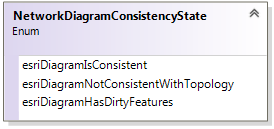 NetworkDiagramConsistencyState
Enum
esriDiagramIsConsistent
esriDiagramNotConsistentWithTopology
esriDiagramHasDirtyFeatures